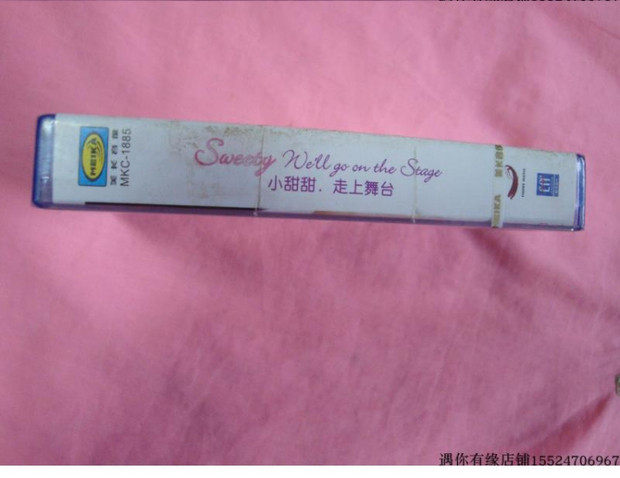 MEIKA
美卡音像
MKC-1885
Sweety We'll go on the Stage
小甜甜．走上舞台
MEIKA 美卡音像
遇你有缘店铺15524706967